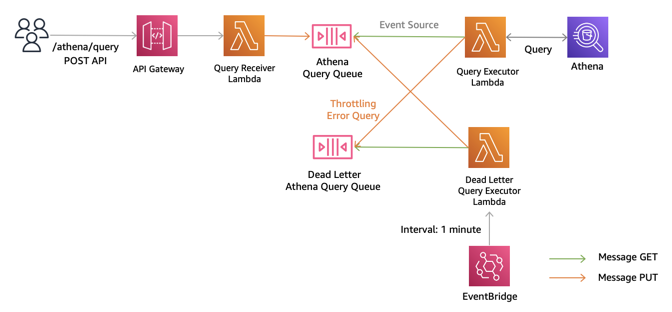 /athena/query
POST API
API Gateway
Query Receiver
Lambda
Athena
Query Queue
Event Source
Query Executor
Lambda
Query
Athena
Throttling
Error Query
Dead Letter
Athena Query Queue
Dead Letter
Query Executor
Lambda
Interval: 1 minute
EventBridge
Message GET
Message PUT